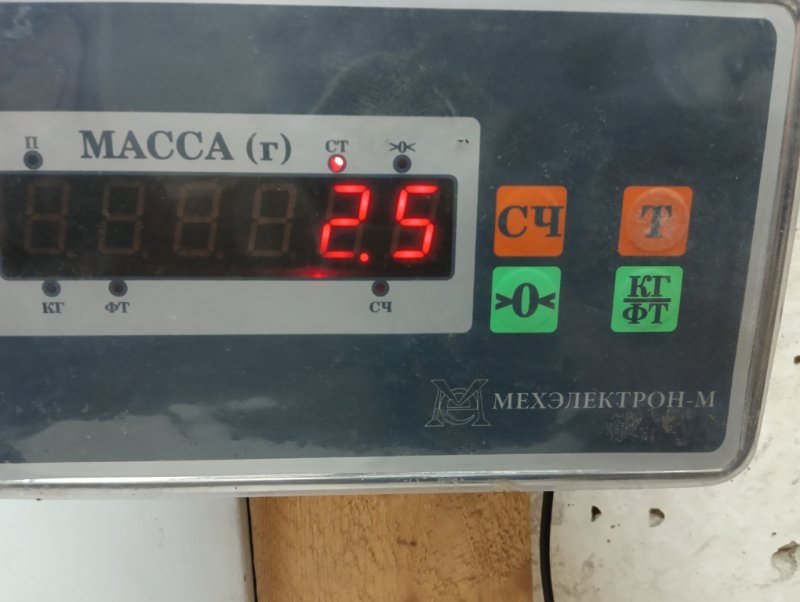 П МАССА (г) СТ >0<
2.5
КГ ФТ СЧ
СЧ Т
>0< КГ/ФТ
МЕХЭЛЕКТРОН-М